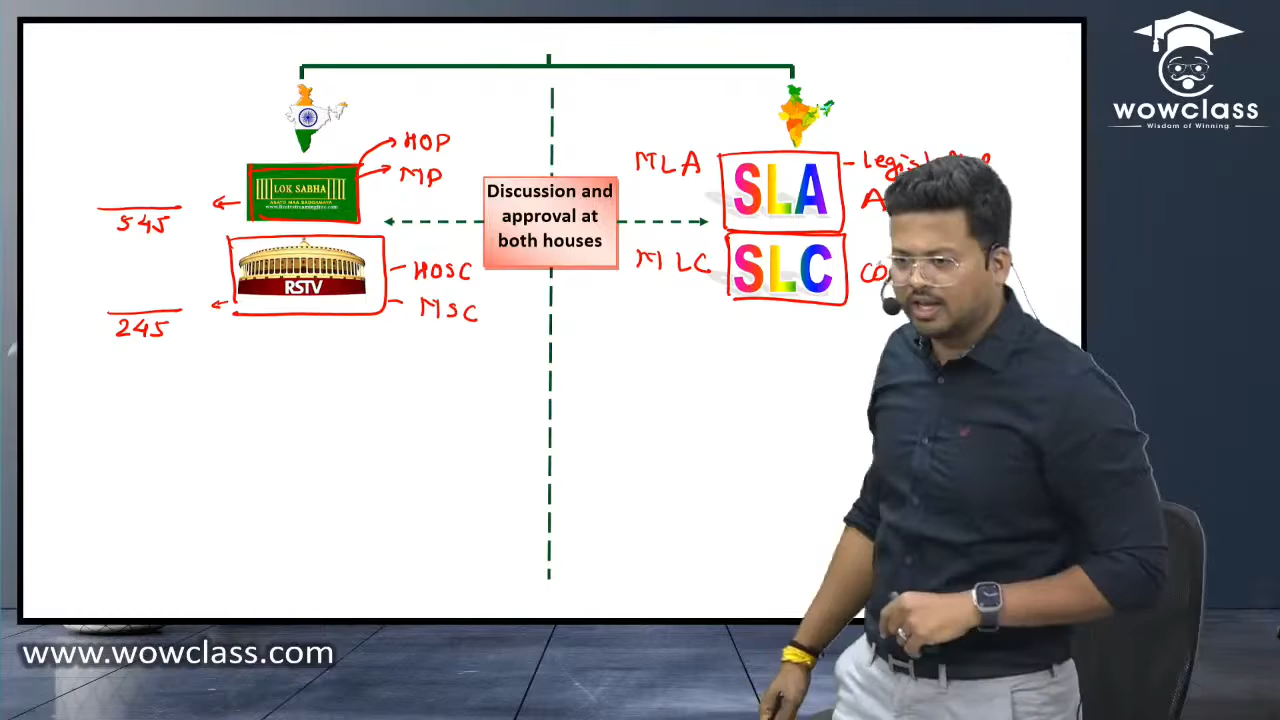 wowclass
Wisdom of Winning
HOP
MP
LOK SABHA
545
Discussion and
approval at
both houses
MLA
SLA
RSTV
HOSC
MSC
245
MLC
SLC
www.wowclass.com